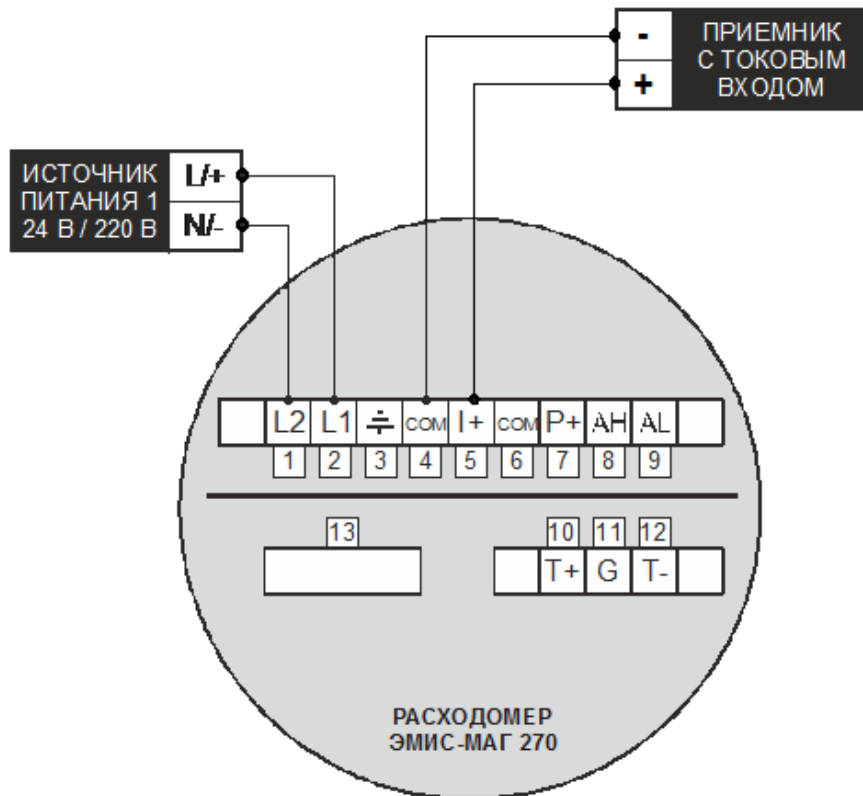 - ПРИЕМНИК
+ С ТОКОВЫМ
ВХОДОМ
ИСТОЧНИК L/+
ПИТАНИЯ 1
24 В / 220 В N/-
L2 L1 ⏚ COM I+ COM P+ AH AL
1 2 3 4 5 6 7 8 9
13 10 11 12
T+ G T-
РАСХОДОМЕР
ЭМИС-МАГ 270